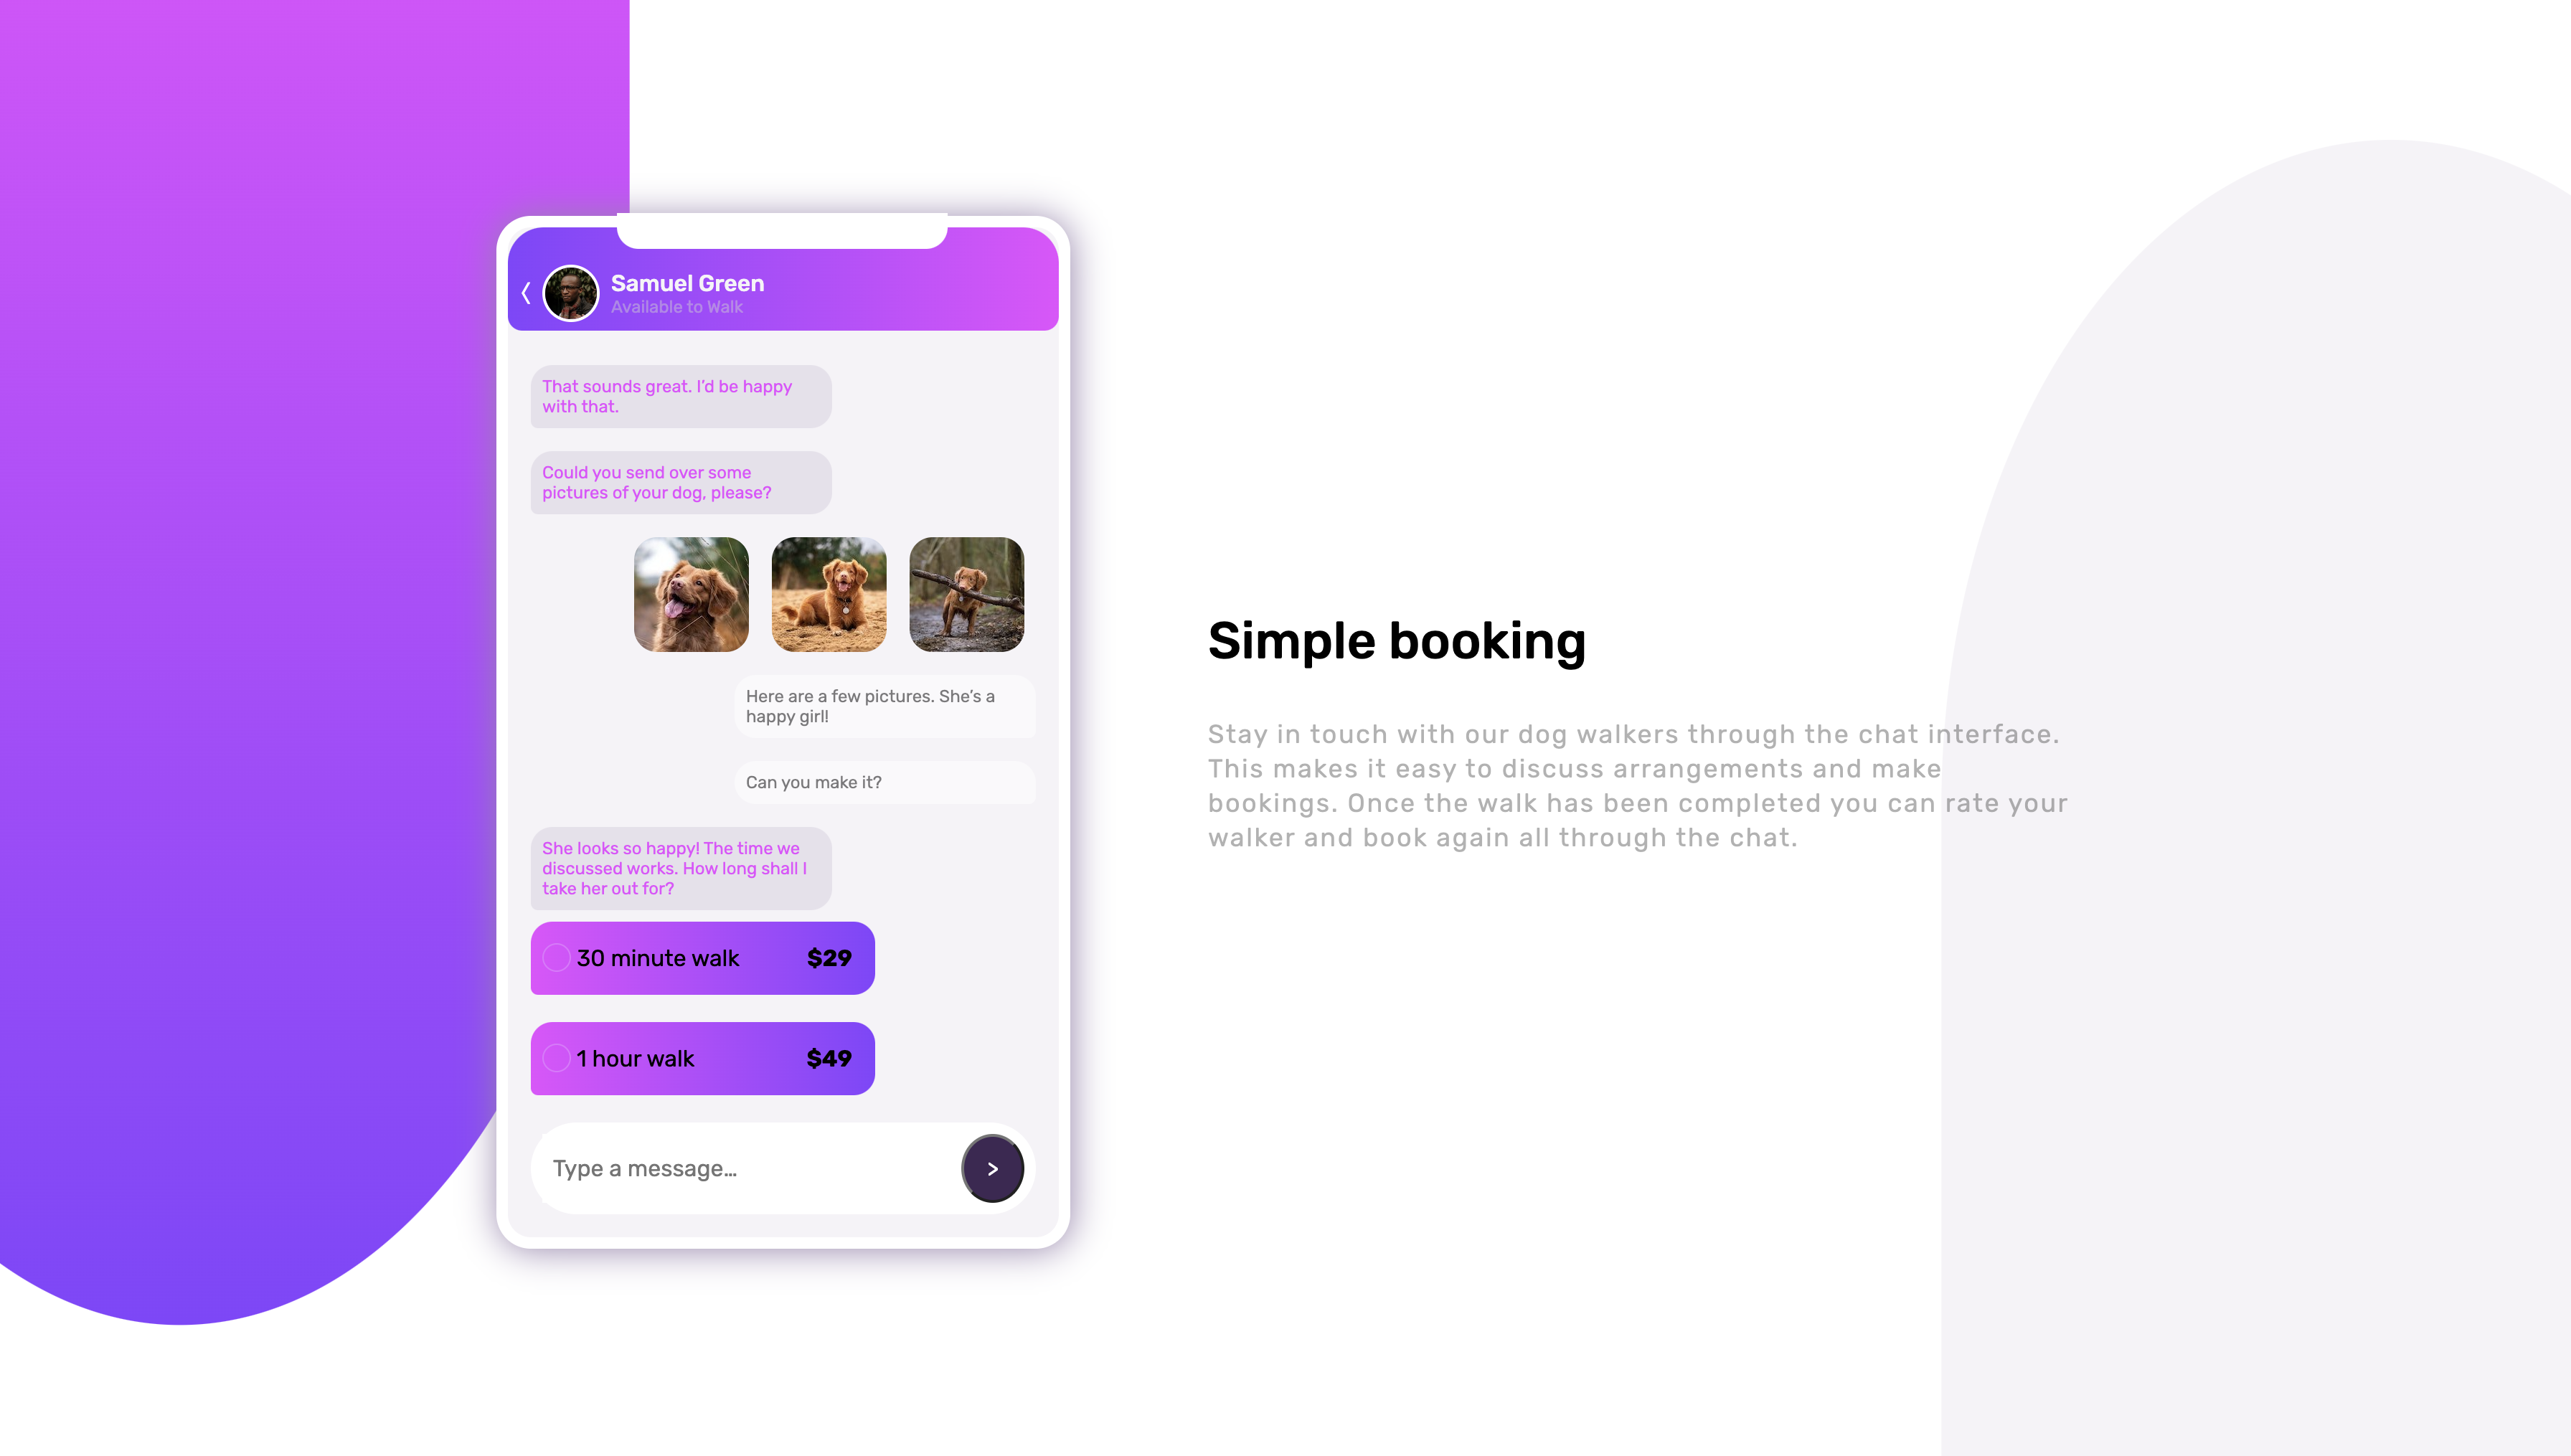 Samuel Green
Available to Walk
That sounds great. I’d be happy
with that.
Could you send over some
pictures of your dog, please?
Here are a few pictures. She’s a
happy girl!
Can you make it?
She looks so happy! The time we
discussed works. How long shall I
take her out for?
30 minute walk $29
1 hour walk $49
Type a message…
Simple booking
Stay in touch with our dog walkers through the chat interface.
This makes it easy to discuss arrangements and make
bookings. Once the walk has been completed you can rate your
walker and book again all through the chat.